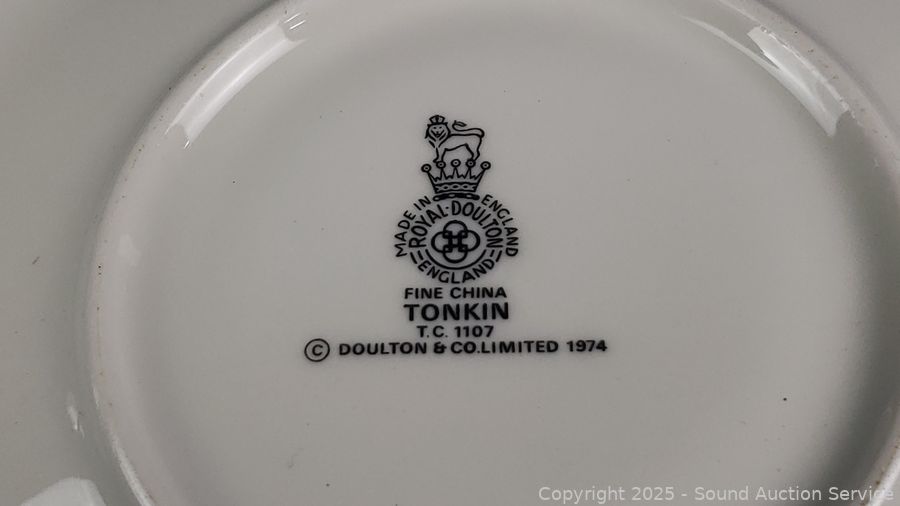 MADE IN ENGLAND
ROYAL·DOULTON
ENGLAND
FINE CHINA
TONKIN
T.C. 1107
© DOULTON & CO.LIMITED 1974
Copyright 2025 - Sound Auction Service